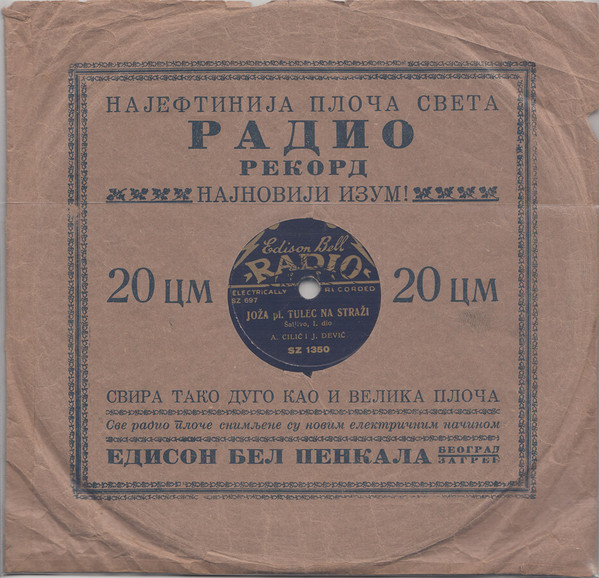 НАЈЕФТИНИЈА ПЛОЧА СВЕТА
РАДИО
РЕКОРД
НАЈНОВИЈИ ИЗУМ!
Edison Bell
RADIO
ELECTRICALLY RECORDED
SZ 697
20 ЦМ
20 ЦМ
JOŽA pl. TULEC NA STRAŽI
Šaljivo, I. dio
A. CILIĆ I J. DEVIĆ
SZ 1350
СВИРА ТАКО ДУГО КАО И ВЕЛИКА ПЛОЧА
Све радио плоче снимљене су новим електричним начином
ЕДИСОН БЕЛ ПЕНКАЛА БЕОГРАД
ЗАГРЕБ